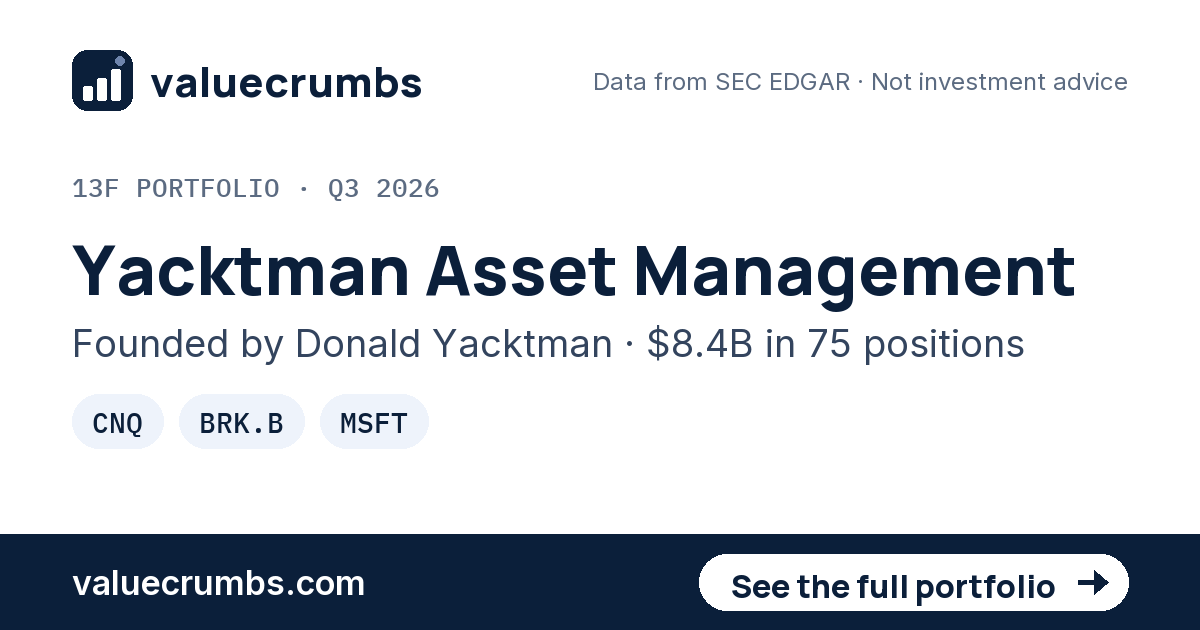 valuecrumbs
Data from SEC EDGAR · Not investment advice
13F PORTFOLIO · Q3 2026
Yacktman Asset Management
Founded by Donald Yacktman · $8.4B in 75 positions
CNQ BRK.B MSFT
valuecrumbs.com
See the full portfolio →